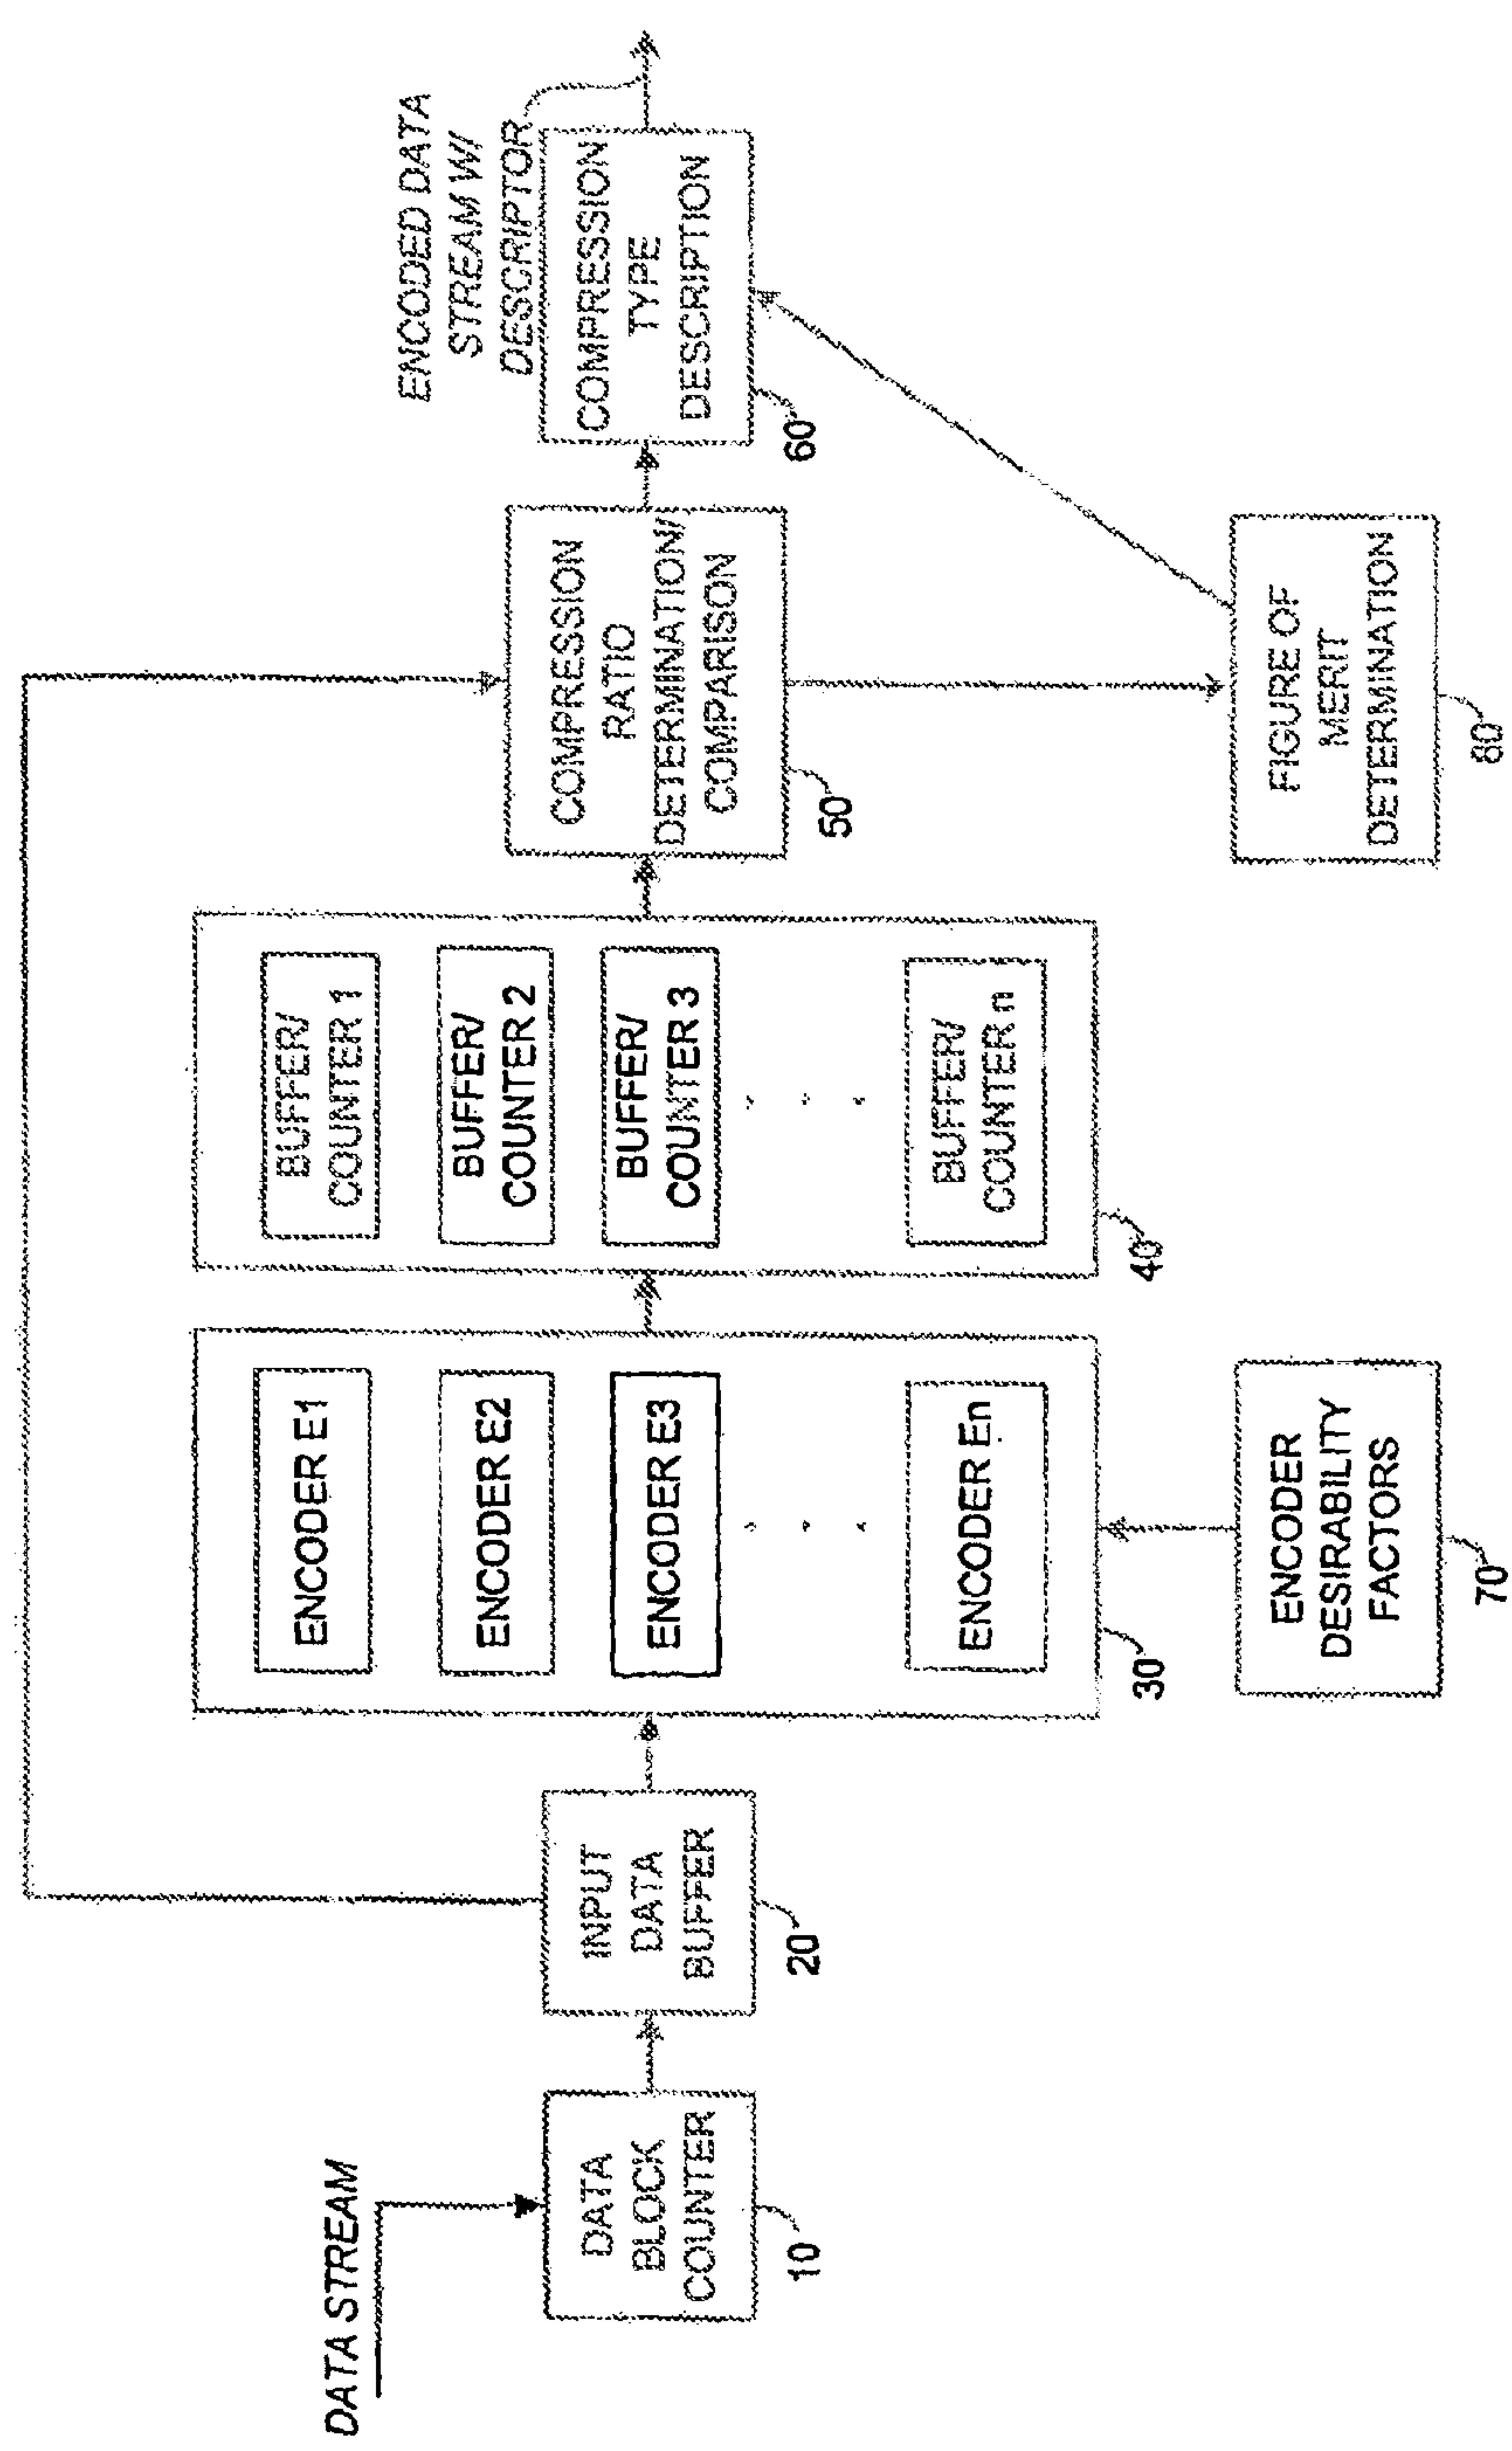 DATA STREAM
DATA
BLOCK
COUNTER
10
INPUT
DATA
BUFFER
20
ENCODER E1
ENCODER E2
ENCODER E3
. . .
ENCODER En
30
ENCODER
DESIRABILITY
FACTORS
70
BUFFER/
COUNTER 1
BUFFER/
COUNTER 2
BUFFER/
COUNTER 3
. . .
BUFFER/
COUNTER n
40
COMPRESSION
RATIO
DETERMINATION/
COMPARISON
50
FIGURE OF
MERIT
DETERMINATION
80
ENCODED DATA
STREAM W/
DESCRIPTOR
COMPRESSION
TYPE
DESCRIPTION
60